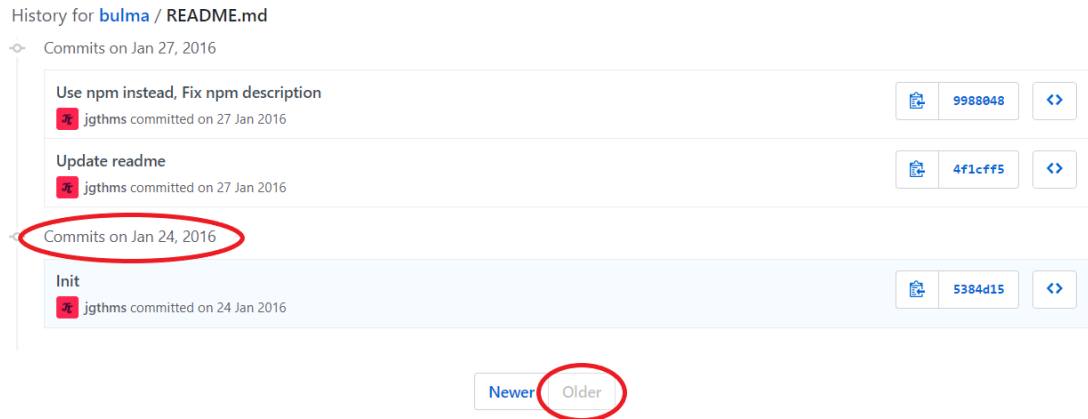 History for bulma / README.md
Commits on Jan 27, 2016
Use npm instead, Fix npm description
9988048
jgthms committed on 27 Jan 2016
Update readme
4f1cff5
jgthms committed on 27 Jan 2016
Commits on Jan 24, 2016
Init
5384d15
jgthms committed on 24 Jan 2016
Newer Older